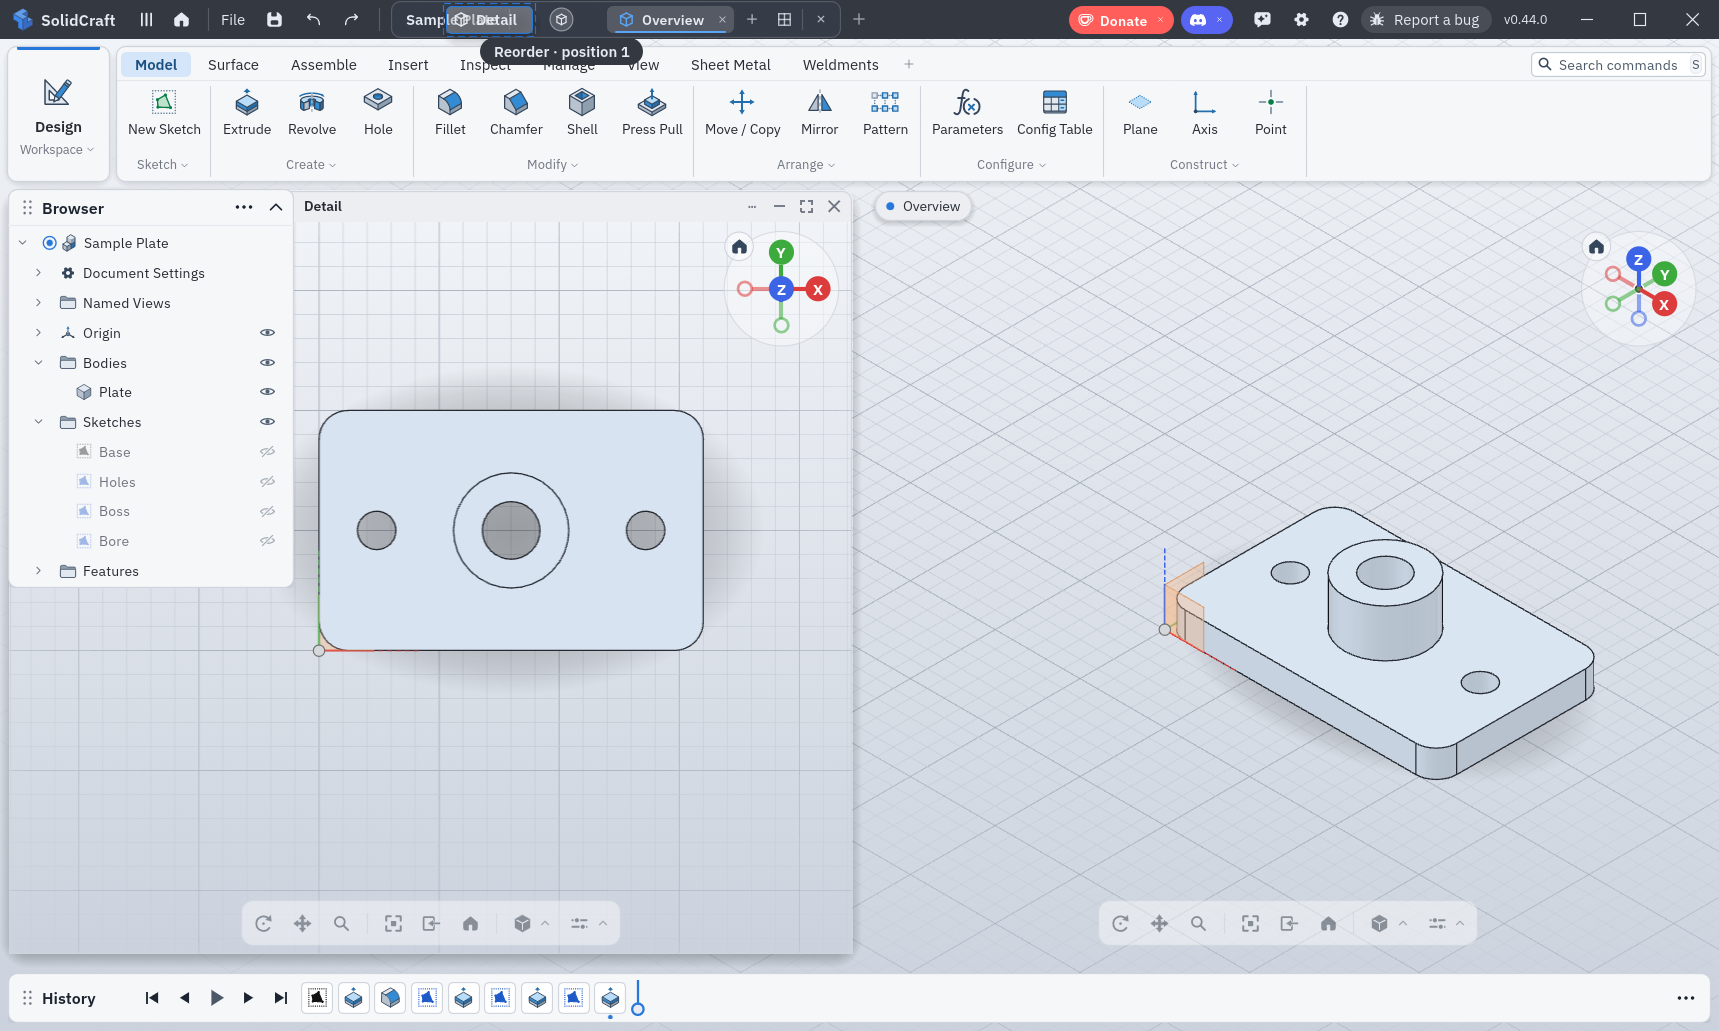 SolidCraft
File
Sample Plate
Detail
Overview
Donate
Report a bug
v0.44.0
Reorder · position 1
Model
Surface
Assemble
Insert
Inspect
Manage
View
Sheet Metal
Weldments
Search commands
S
Design
Workspace
New Sketch
Extrude
Revolve
Hole
Fillet
Chamfer
Shell
Press Pull
Move / Copy
Mirror
Pattern
Parameters
Config Table
Plane
Axis
Point
Sketch
Create
Modify
Arrange
Configure
Construct
Browser
Sample Plate
Document Settings
Named Views
Origin
Bodies
Plate
Sketches
Base
Holes
Boss
Bore
Features
Detail
Y
Z
X
Overview
Z
Y
X
History